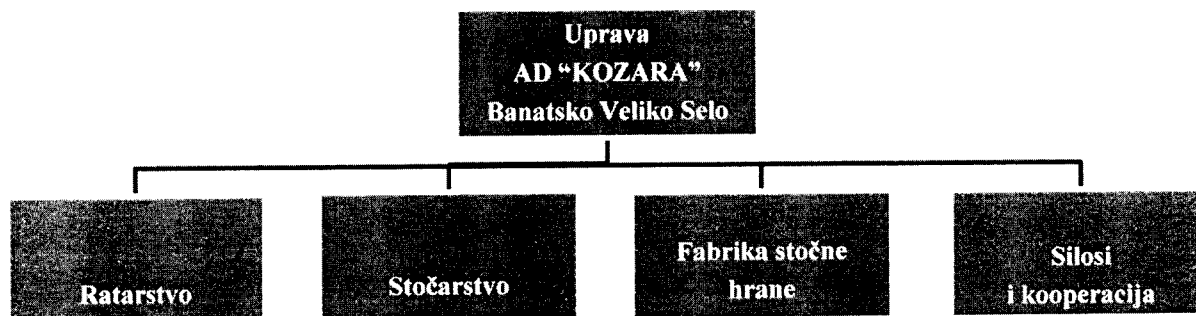 Uprava
AD “KOZARA”
Banatsko Veliko Selo
Ratarstvo
Stočarstvo
Fabrika stočne
hrane
Silosi
i kooperacija